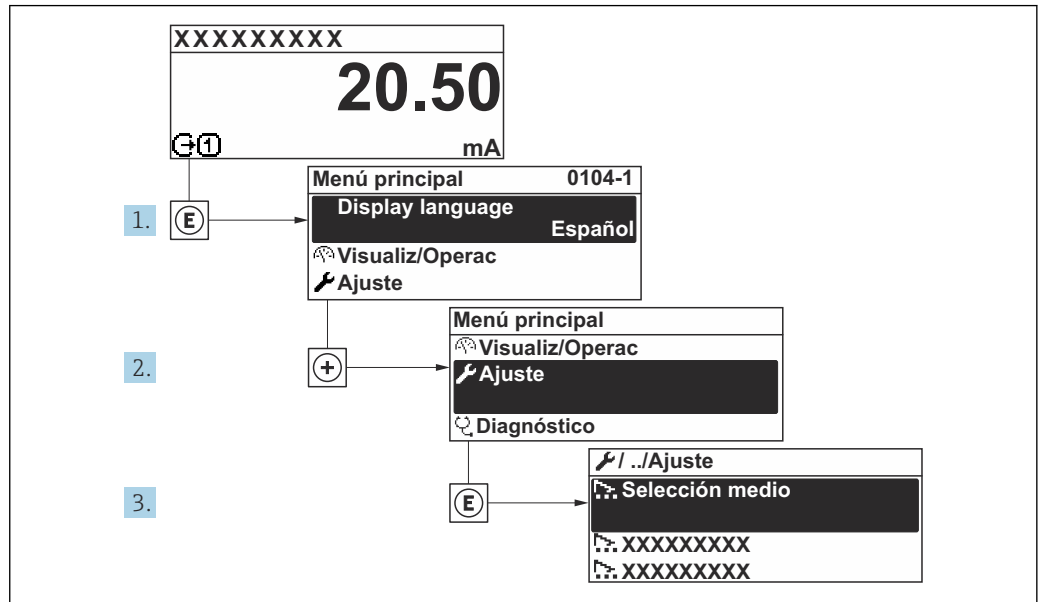 XXXXXXXXX
20.50
1 mA
1. E
Menú principal 0104-1
Display language
Español
Visualiz/Operac
Ajuste
2. +
Menú principal
Visualiz/Operac
Ajuste
Diagnóstico
3. E
/ ../Ajuste
Selección medio
XXXXXXXXX
XXXXXXXXX